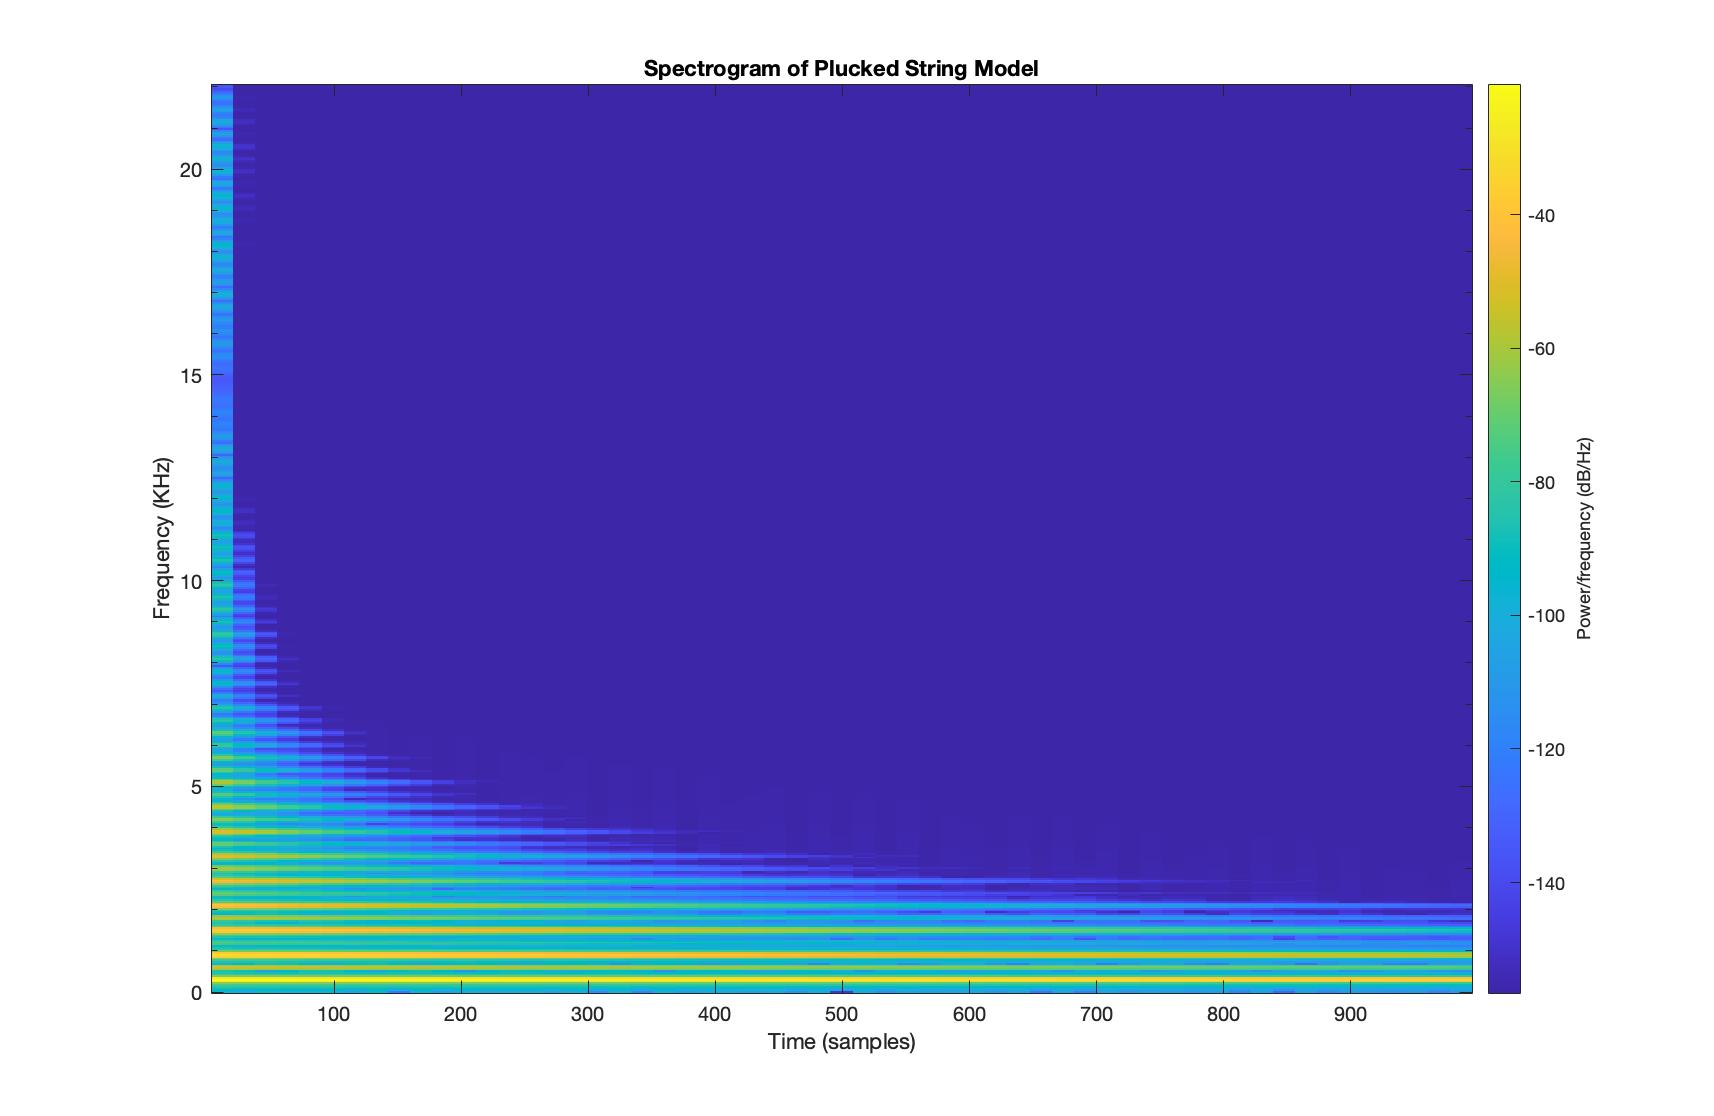 Spectrogram of Plucked String Model
20
15
10
5
0
Frequency (KHz)
100 200 300 400 500 600 700 800 900
Time (samples)
-40
-60
-80
-100
-120
-140
Power/frequency (dB/Hz)